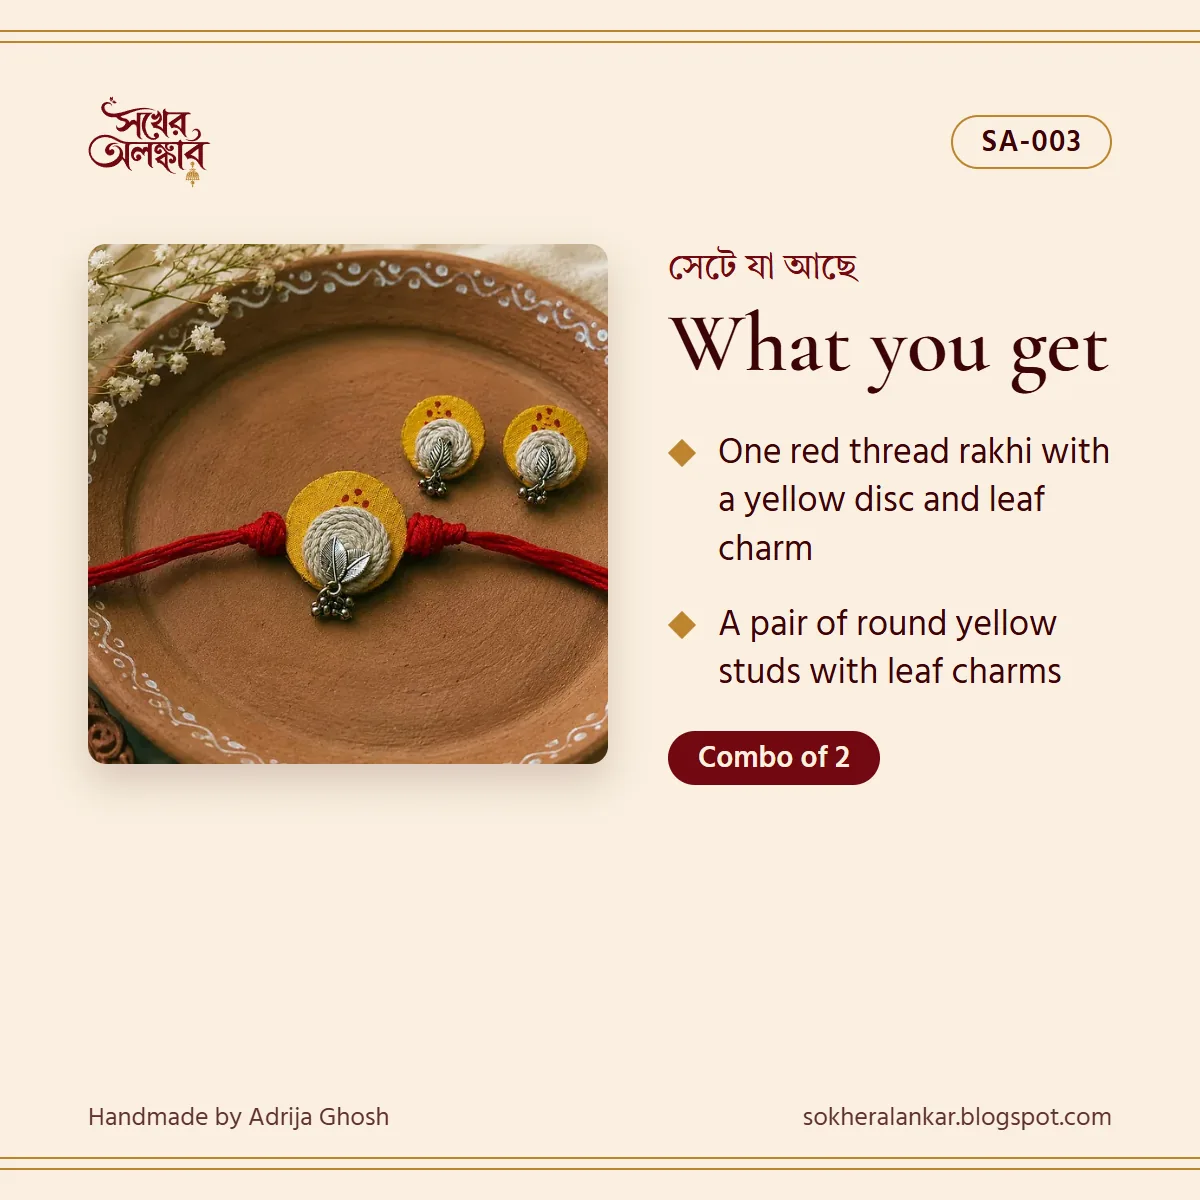 সখের
অলঙ্কার
SA-003
সেটে যা আছে
What you get
One red thread rakhi with
a yellow disc and leaf
charm
A pair of round yellow
studs with leaf charms
Combo of 2
Handmade by Adrija Ghosh
sokheralankar.blogspot.com